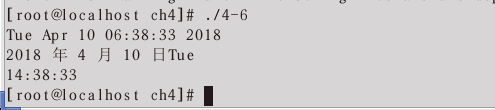 [root@localhost ch4]# ./4-6
Tue Apr 10 06:38:33 2018
2018 年 4 月 10 日Tue
14:38:33
[root@localhost ch4]#